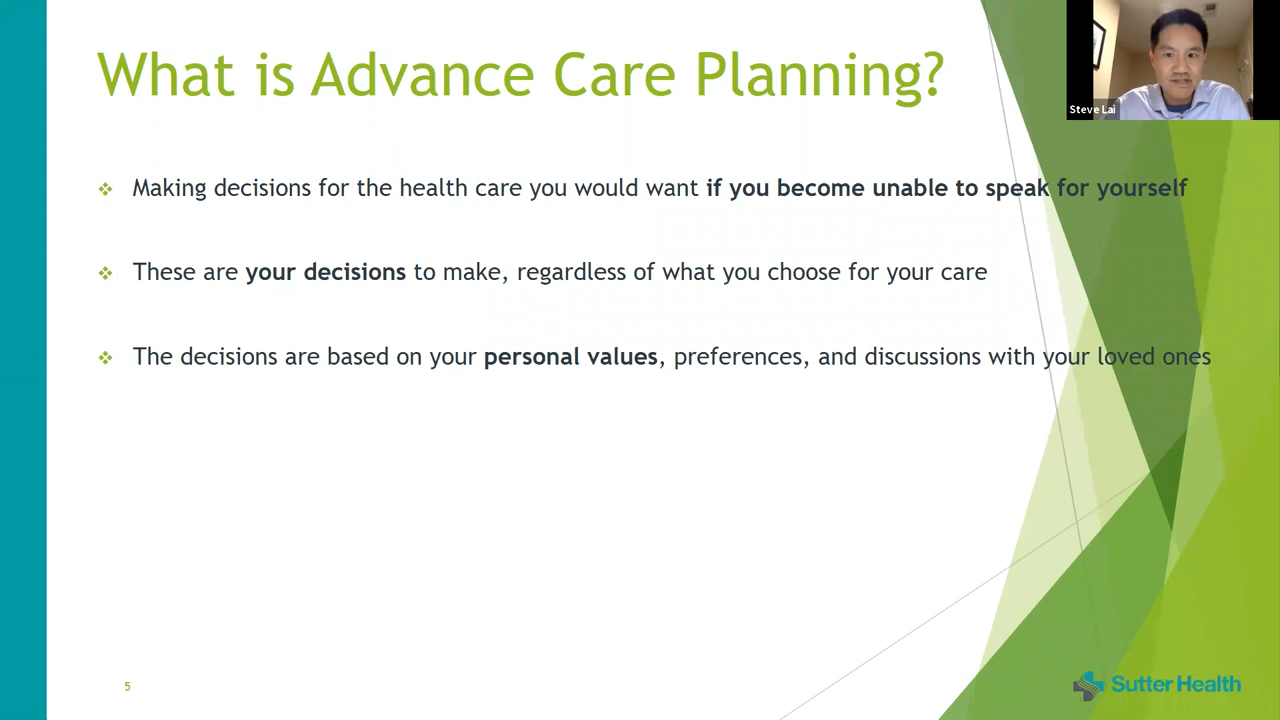 What is Advance Care Planning?
Steve Lai
Making decisions for the health care you would want if you become unable to speak for yourself
These are your decisions to make, regardless of what you choose for your care
The decisions are based on your personal values, preferences, and discussions with your loved ones
5
Sutter Health